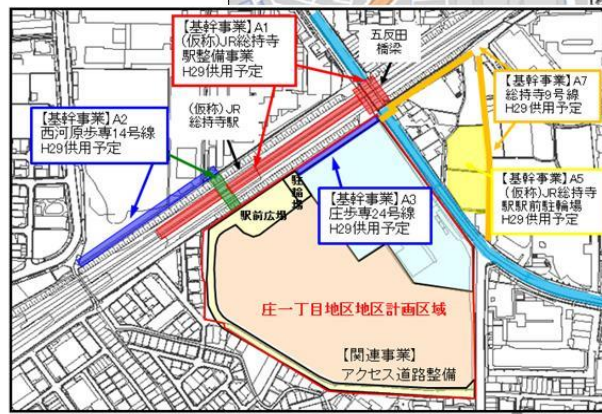 【基幹事業】A1
(仮称)JR総持寺
駅整備事業
H29供用予定
五反田
橋梁
【基幹事業】A7
総持寺9号線
H29供用予定
【基幹事業】A2
西河原歩専14号線
H29供用予定
(仮称)JR
総持寺駅
【基幹事業】A3
庄歩専24号線
H29供用予定
【基幹事業】A5
(仮称)JR総持寺
駅駅前駐輪場
H29供用予定
駐輪場
駅前広場
庄一丁目地区地区計画区域
【関連事業】
アクセス道路整備